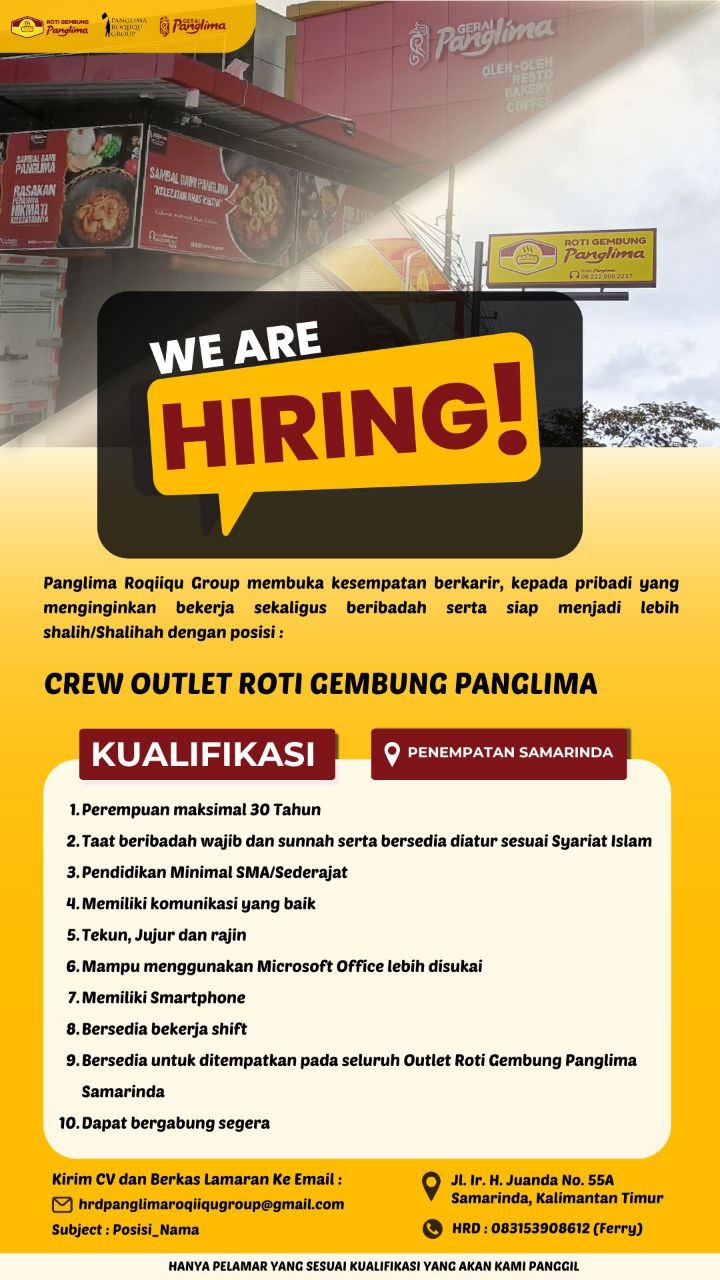 ROTI GEMBUNG
Panglima
PANGLIMA
ROQIIQU
GROUP
GERAI
Panglima
GERAI
Panglima
OLEH-OLEH
RESTO
BAKERY
COFFEE
SAMBAL GAMI
PANGLIMA
RASAKAN
NIKMATI
SAMBAL GAMI PANGLIMA
"KELEZATAN KHAS KALTIM"
ROTI GEMBUNG
Panglima
08 222 000 2237
WE ARE
HIRING!
Panglima Roqiiqu Group membuka kesempatan berkarir, kepada pribadi yang
menginginkan bekerja sekaligus beribadah serta siap menjadi lebih
shalih/Shalihah dengan posisi :
CREW OUTLET ROTI GEMBUNG PANGLIMA
KUALIFIKASI
PENEMPATAN SAMARINDA
1. Perempuan maksimal 30 Tahun
2. Taat beribadah wajib dan sunnah serta bersedia diatur sesuai Syariat Islam
3. Pendidikan Minimal SMA/Sederajat
4. Memiliki komunikasi yang baik
5. Tekun, Jujur dan rajin
6. Mampu menggunakan Microsoft Office lebih disukai
7. Memiliki Smartphone
8. Bersedia bekerja shift
9. Bersedia untuk ditempatkan pada seluruh Outlet Roti Gembung Panglima
Samarinda
10. Dapat bergabung segera
Kirim CV dan Berkas Lamaran Ke Email :
hrdpanglimaroqiiqugroup@gmail.com
Subject : Posisi_Nama
Jl. Ir. H. Juanda No. 55A
Samarinda, Kalimantan Timur
HRD : 083153908612 (Ferry)
HANYA PELAMAR YANG SESUAI KUALIFIKASI YANG AKAN KAMI PANGGIL